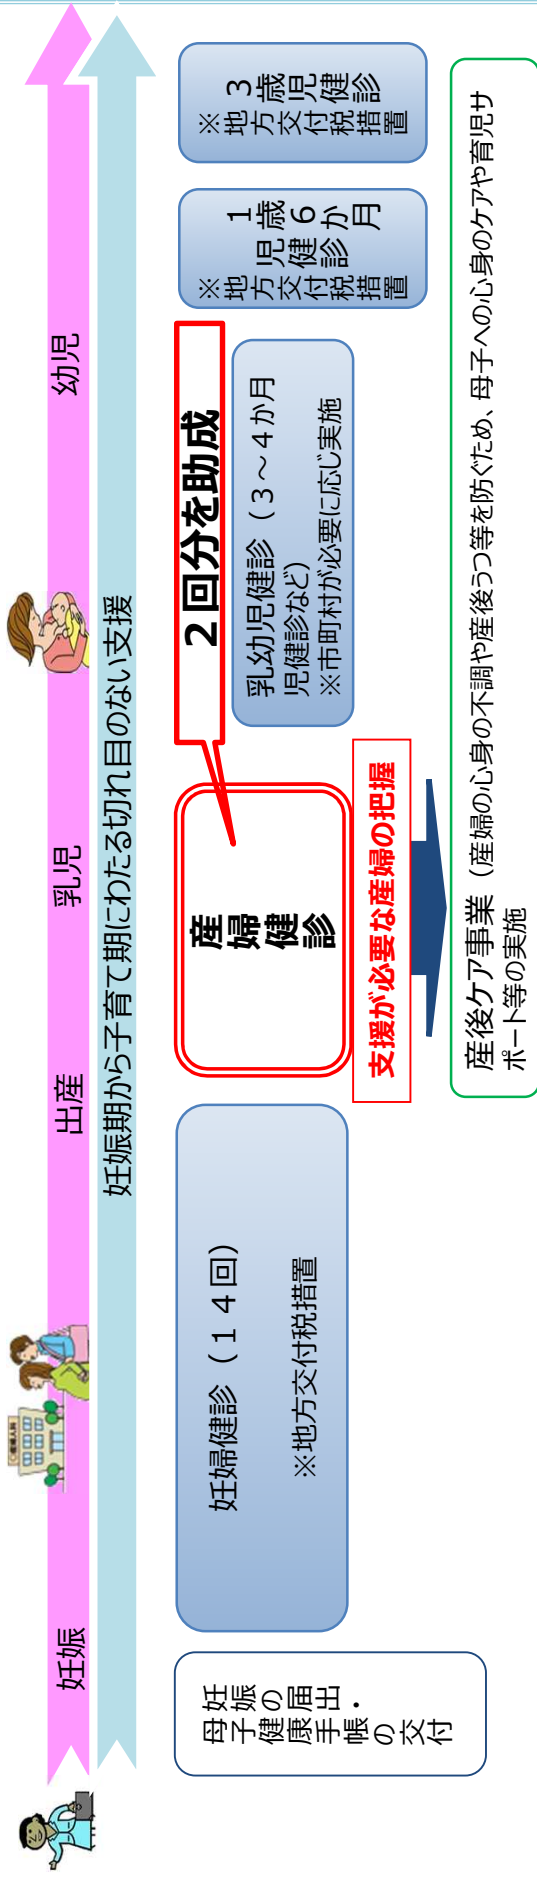 妊娠
出産
乳児
幼児
妊娠期から子育て期にわたる切れ目のない支援
妊娠の届出・
母子健康手帳の交付
妊婦健診（１４回）
※地方交付税措置
産婦
健診
２回分を助成
支援が必要な産婦の把握
乳幼児健診（３～４か月
児健診など）
※市町村が必要に応じ実施
１歳６か月
児健診
※地方交付税措置
３歳児健診
※地方交付税措置
産後ケア事業（産婦の心身の不調や産後うつ等を防ぐため、母子への心身のケアや育児サ
ポート等の実施